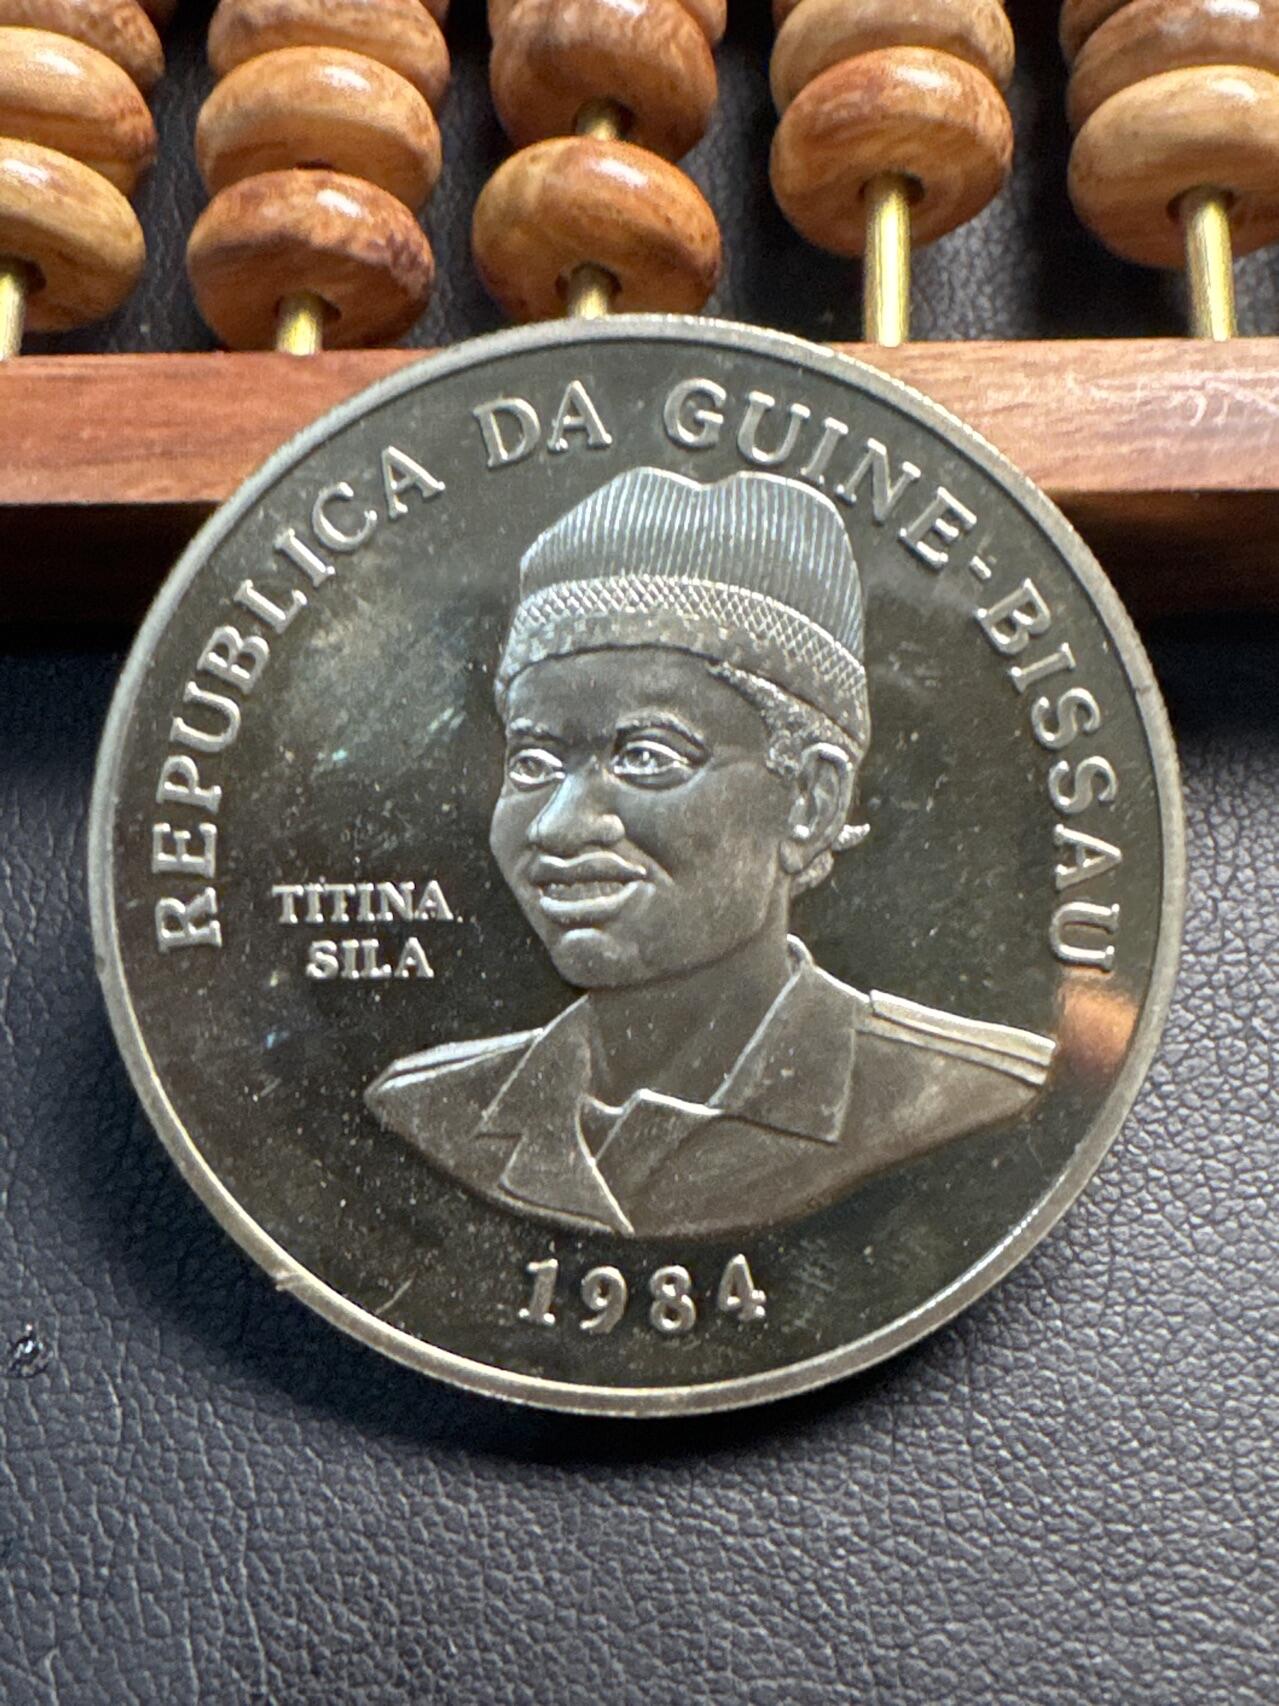 REPUBLICA DA GUINE-BISSAU
TITINA
SILA
1984